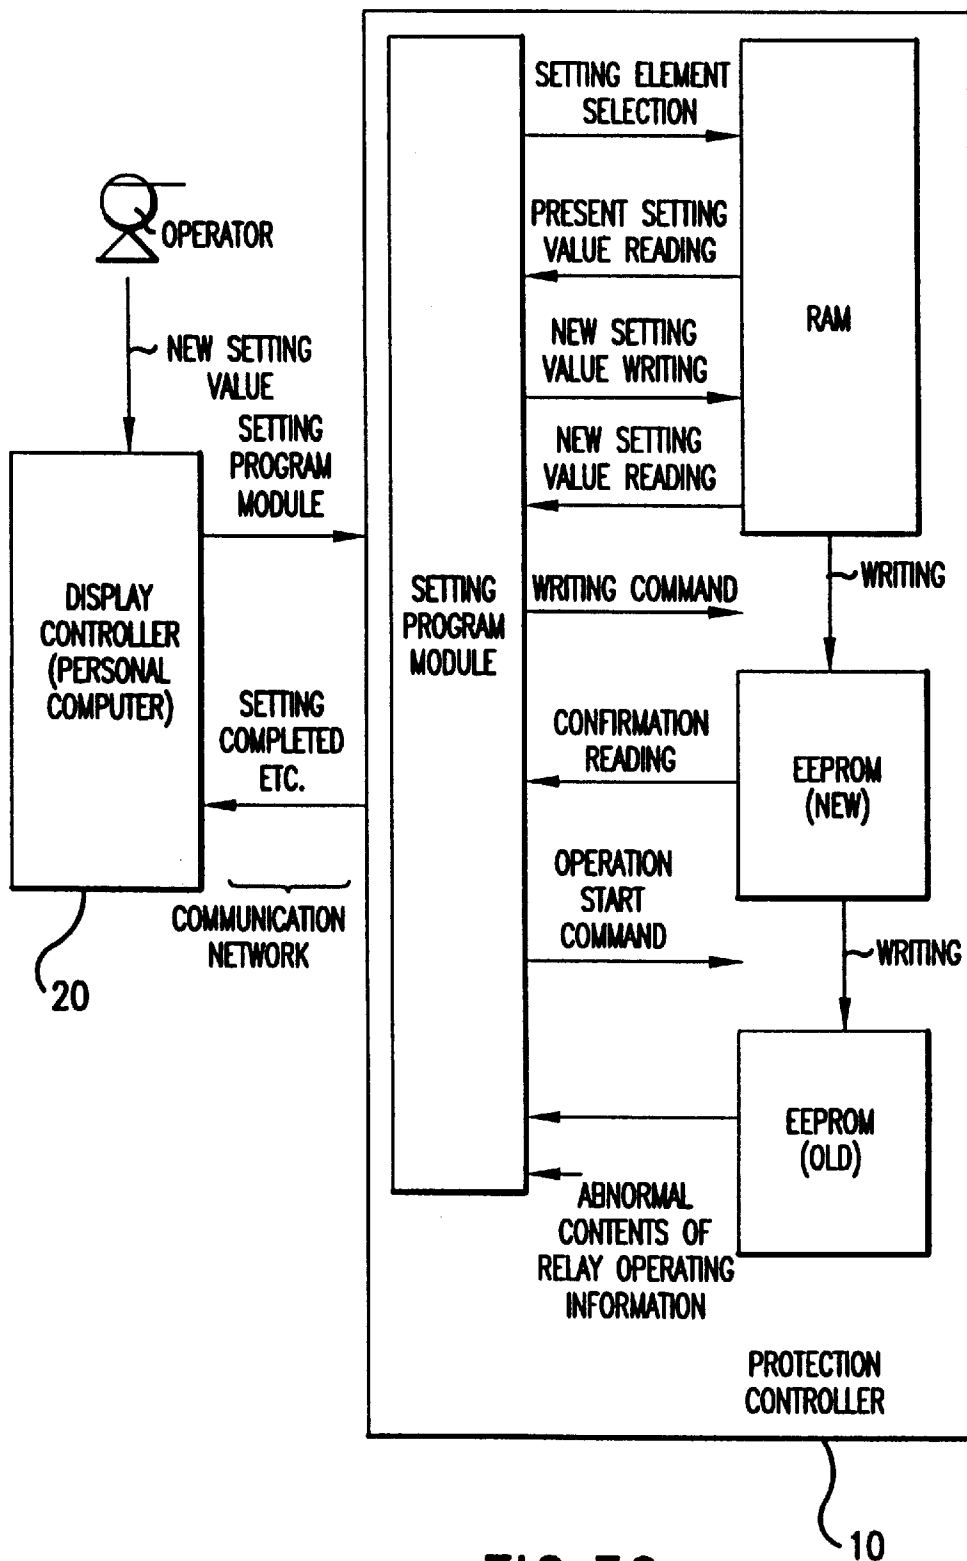 SETTING ELEMENT
SELECTION
OPERATOR
PRESENT SETTING
VALUE READING
RAM
NEW SETTING
VALUE
NEW SETTING
VALUE WRITING
SETTING
PROGRAM
MODULE
NEW SETTING
VALUE READING
DISPLAY
CONTROLLER
(PERSONAL
COMPUTER)
SETTING
PROGRAM
MODULE
WRITING COMMAND
WRITING
SETTING
COMPLETED
ETC.
CONFIRMATION
READING
EEPROM
(NEW)
COMMUNICATION
NETWORK
OPERATION
START
COMMAND
WRITING
20
EEPROM
(OLD)
ABNORMAL
CONTENTS OF
RELAY OPERATING
INFORMATION
PROTECTION
CONTROLLER
10